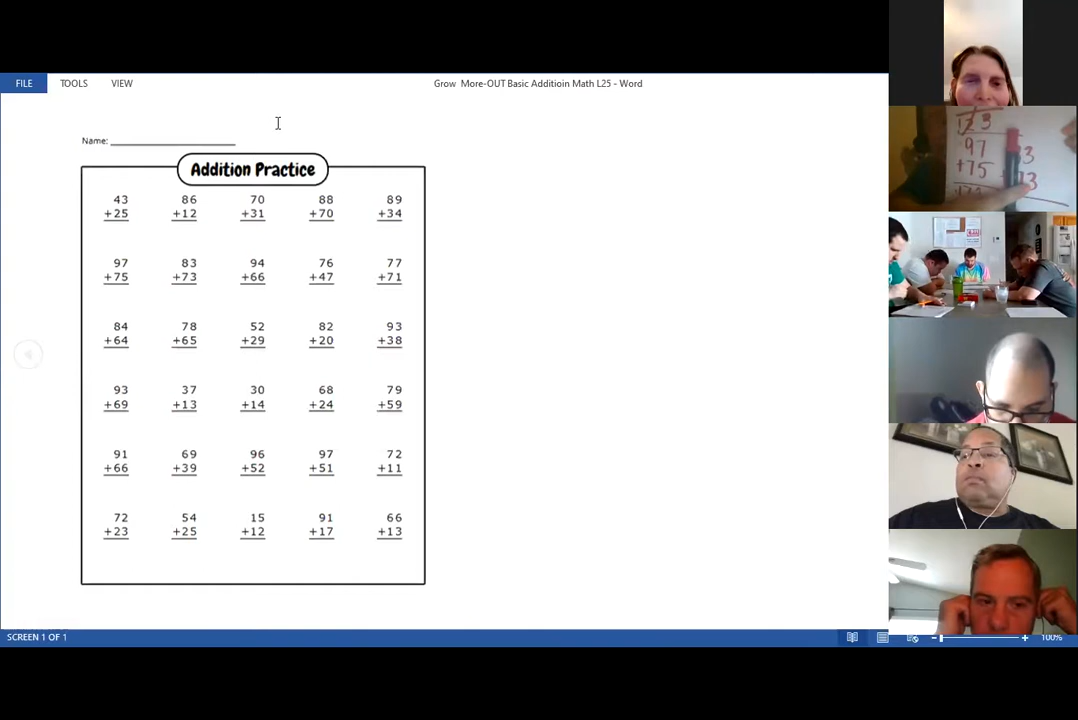 FILE TOOLS VIEW Grow More-OUT Basic Additioin Math L25 - Word
Name:
Addition Practice
43 86 70 88 89
+25 +12 +31 +70 +34
97 83 94 76 77
+75 +73 +66 +47 +71
84 78 52 82 93
+64 +65 +29 +20 +38
93 37 30 68 79
+69 +13 +14 +24 +59
91 69 96 97 72
+66 +39 +52 +51 +11
72 54 15 91 66
+23 +25 +12 +17 +13
SCREEN 1 OF 1 100%
97
+75